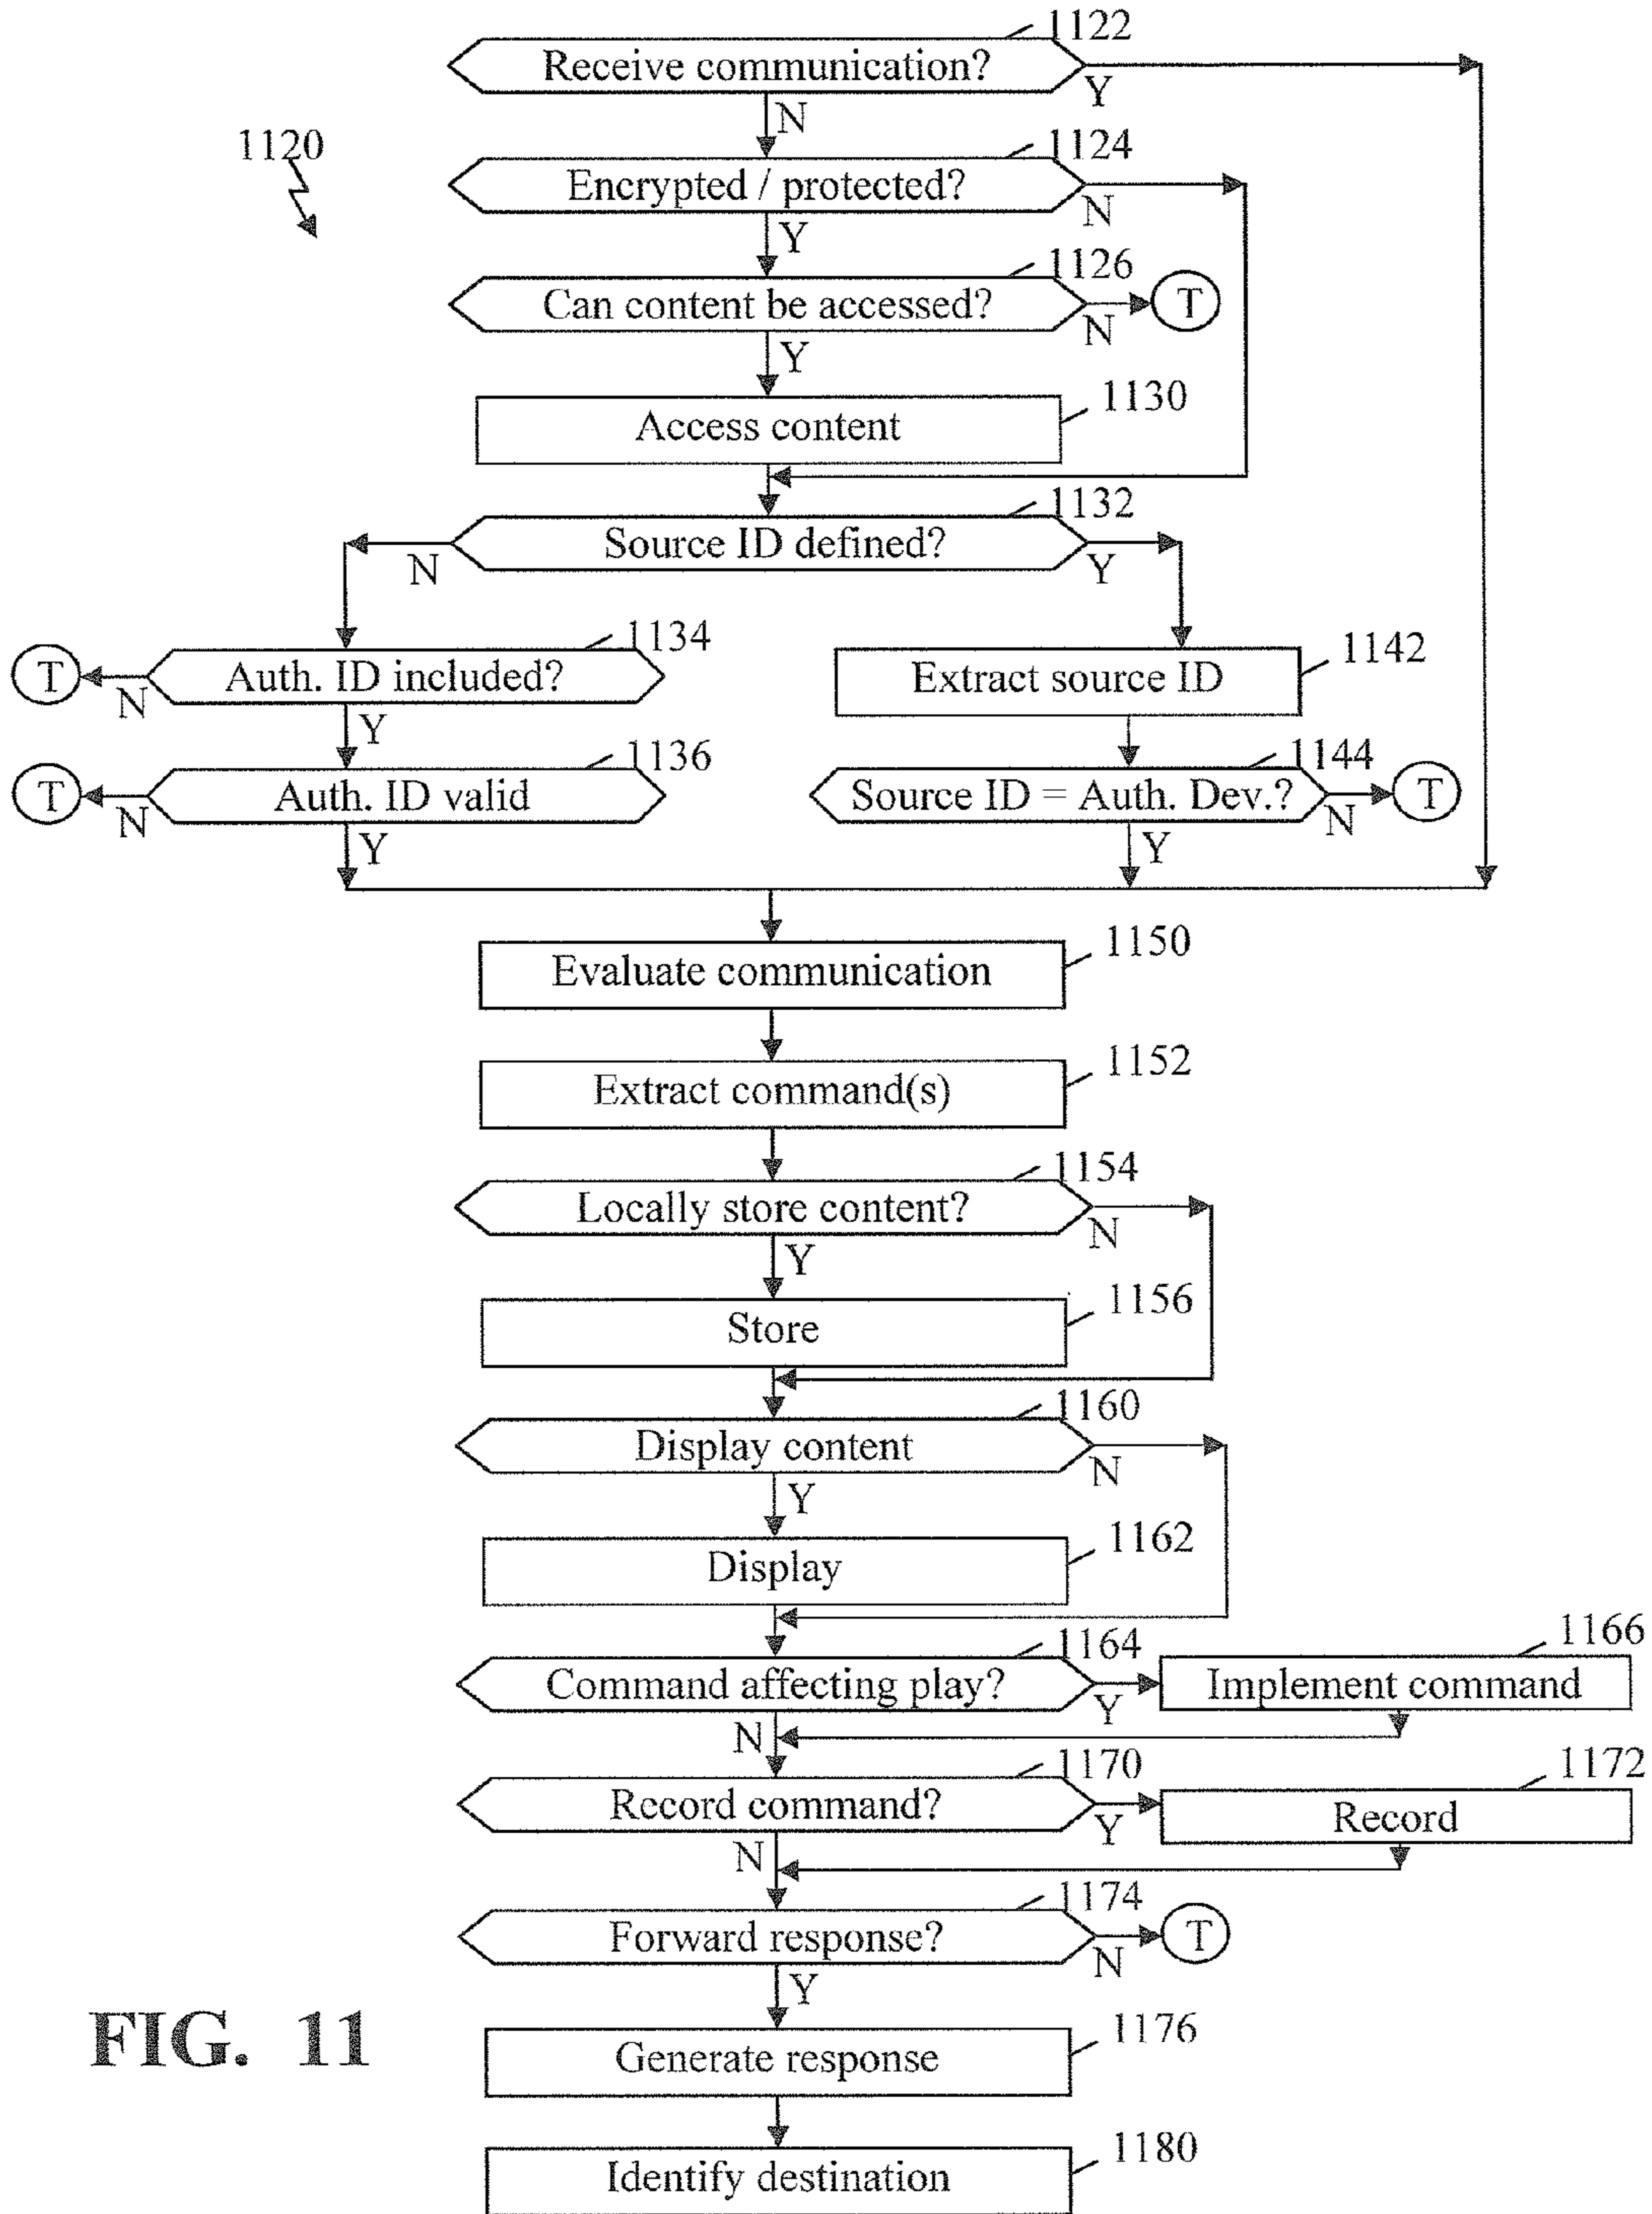 1122
Receive communication?
Y
N
1120
1124
Encrypted / protected?
N
Y
1126
Can content be accessed?
T
N
Y
1130
Access content
1132
Source ID defined?
N
Y
1134
T
Auth. ID included?
N
Y
1142
Extract source ID
1136
T
Auth. ID valid
N
Y
1144
Source ID = Auth. Dev.?
T
N
Y
1150
Evaluate communication
1152
Extract command(s)
1154
Locally store content?
N
Y
1156
Store
1160
Display content
N
Y
1162
Display
1164
Command affecting play?
Y
N
1166
Implement command
1170
Record command?
Y
N
1172
Record
1174
Forward response?
T
N
Y
1176
Generate response
1180
Identify destination
FIG. 11